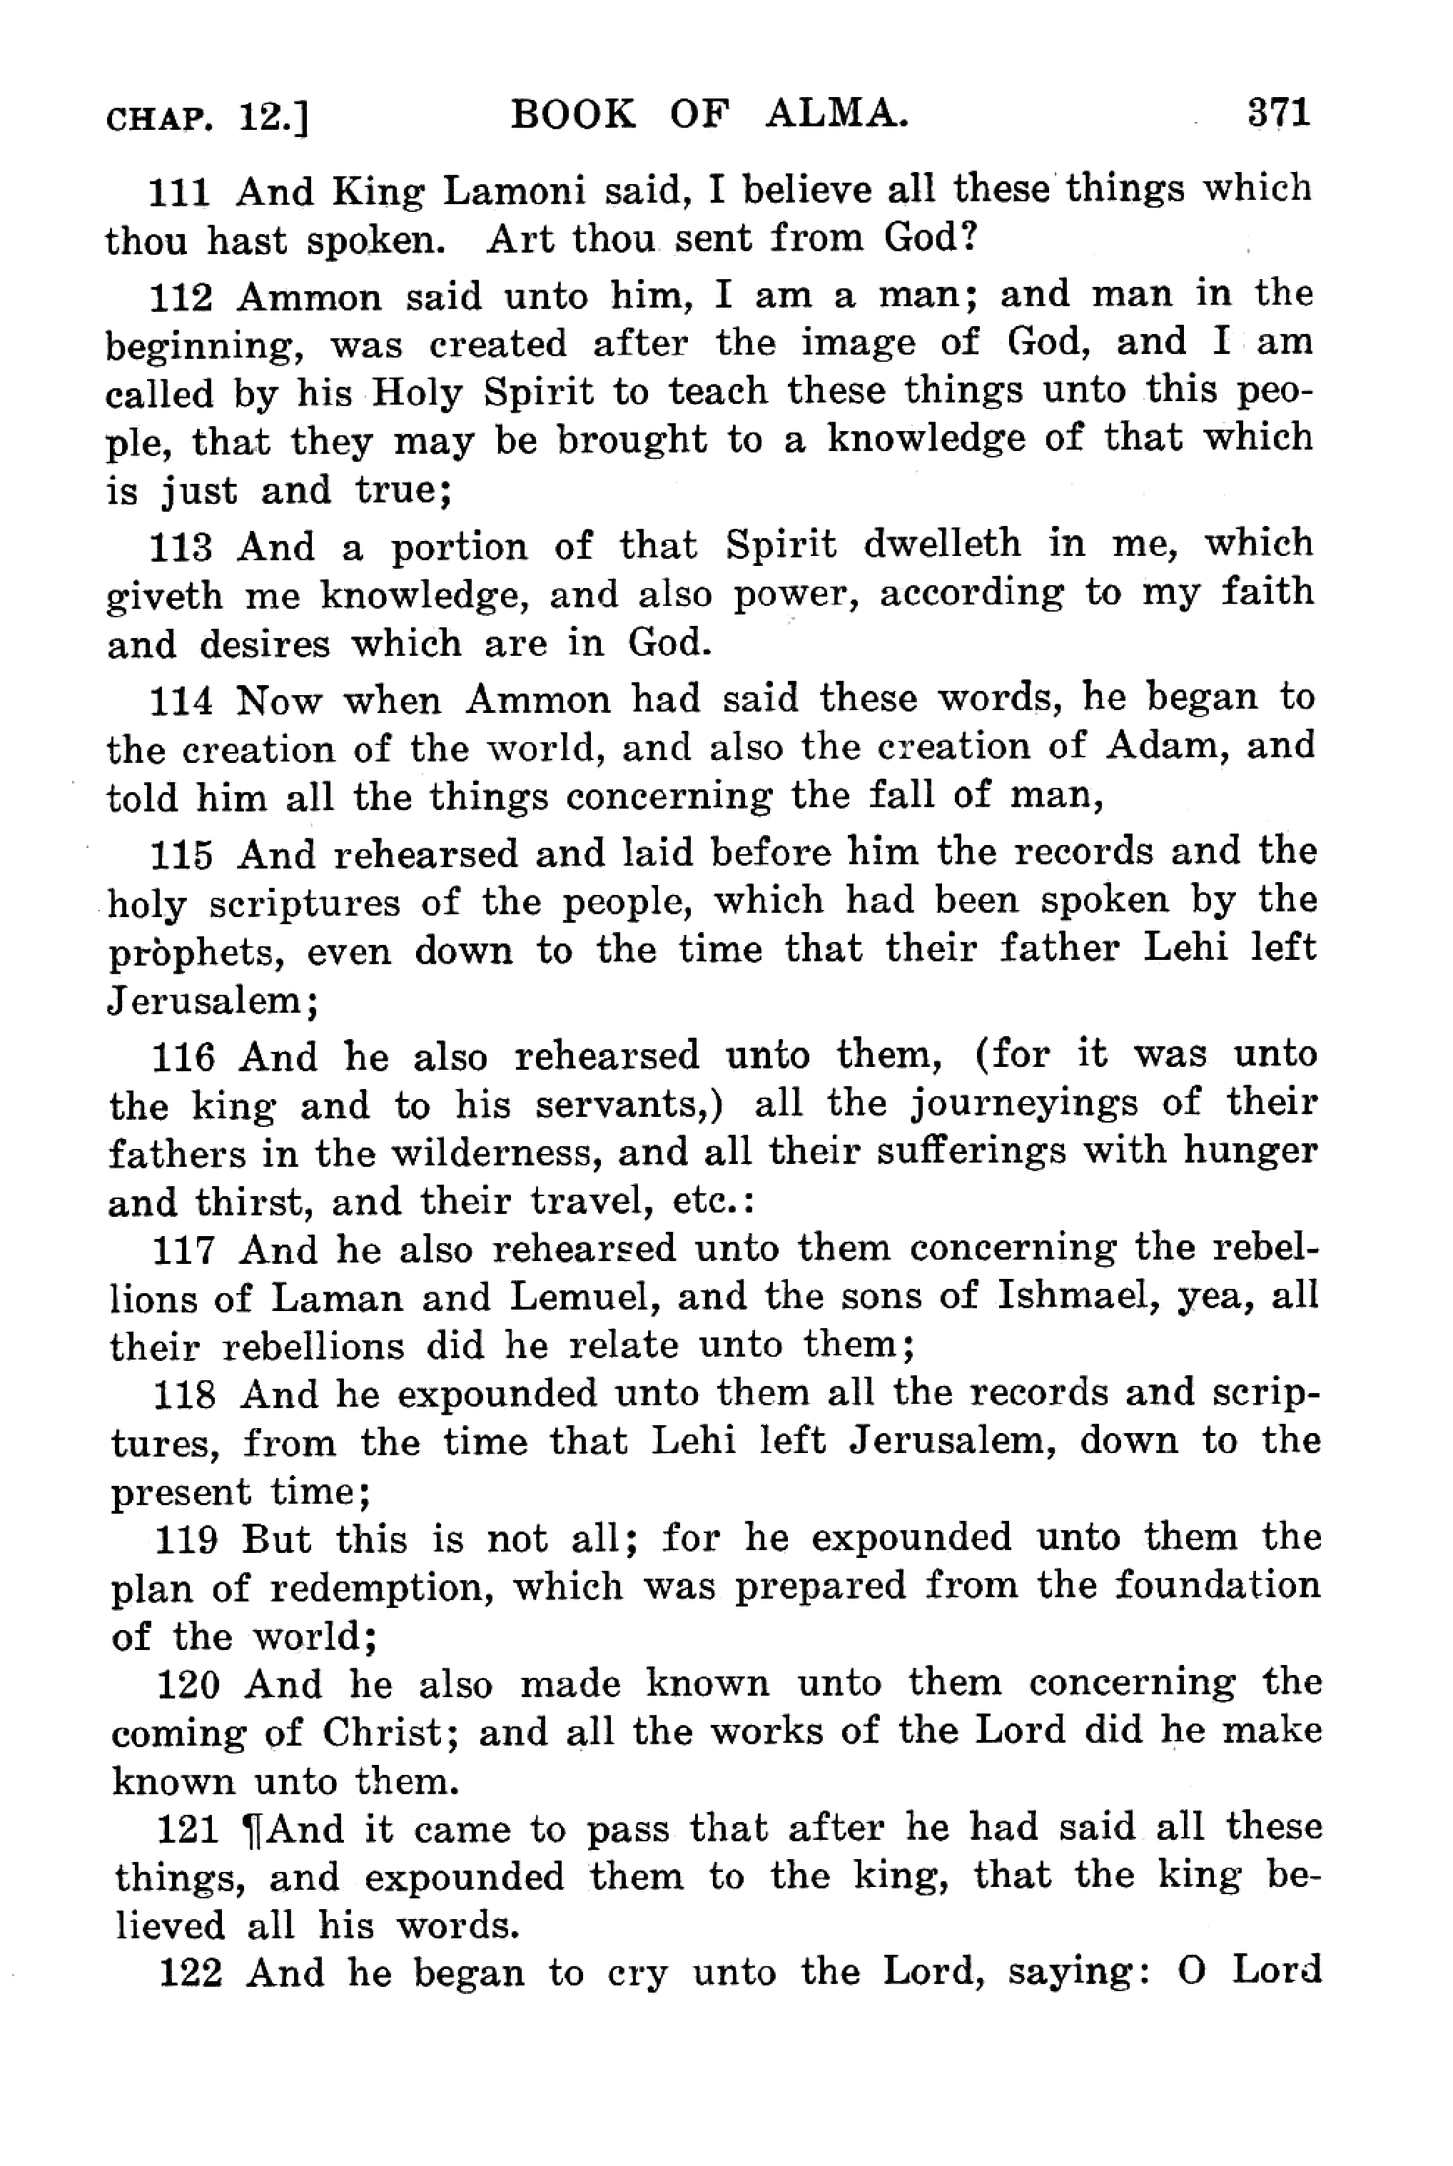 CHAP. 12.] BOOK OF ALMA. 371
111 And King Lamoni said, I believe all these things which
thou hast spoken. Art thou sent from God?
112 Ammon said unto him, I am a man; and man in the
beginning, was created after the image of God, and I am
called by his Holy Spirit to teach these things unto this peo-
ple, that they may be brought to a knowledge of that which
is just and true;
113 And a portion of that Spirit dwelleth in me, which
giveth me knowledge, and also power, according to my faith
and desires which are in God.
114 Now when Ammon had said these words, he began to
the creation of the world, and also the creation of Adam, and
told him all the things concerning the fall of man,
115 And rehearsed and laid before him the records and the
holy scriptures of the people, which had been spoken by the
prophets, even down to the time that their father Lehi left
Jerusalem;
116 And he also rehearsed unto them, (for it was unto
the king and to his servants,) all the journeyings of their
fathers in the wilderness, and all their sufferings with hunger
and thirst, and their travel, etc.:
117 And he also rehearsed unto them concerning the rebel-
lions of Laman and Lemuel, and the sons of Ishmael, yea, all
their rebellions did he relate unto them;
118 And he expounded unto them all the records and scrip-
tures, from the time that Lehi left Jerusalem, down to the
present time;
119 But this is not all; for he expounded unto them the
plan of redemption, which was prepared from the foundation
of the world;
120 And he also made known unto them concerning the
coming of Christ; and all the works of the Lord did he make
known unto them.
121 ¶And it came to pass that after he had said all these
things, and expounded them to the king, that the king be-
lieved all his words.
122 And he began to cry unto the Lord, saying: O Lord